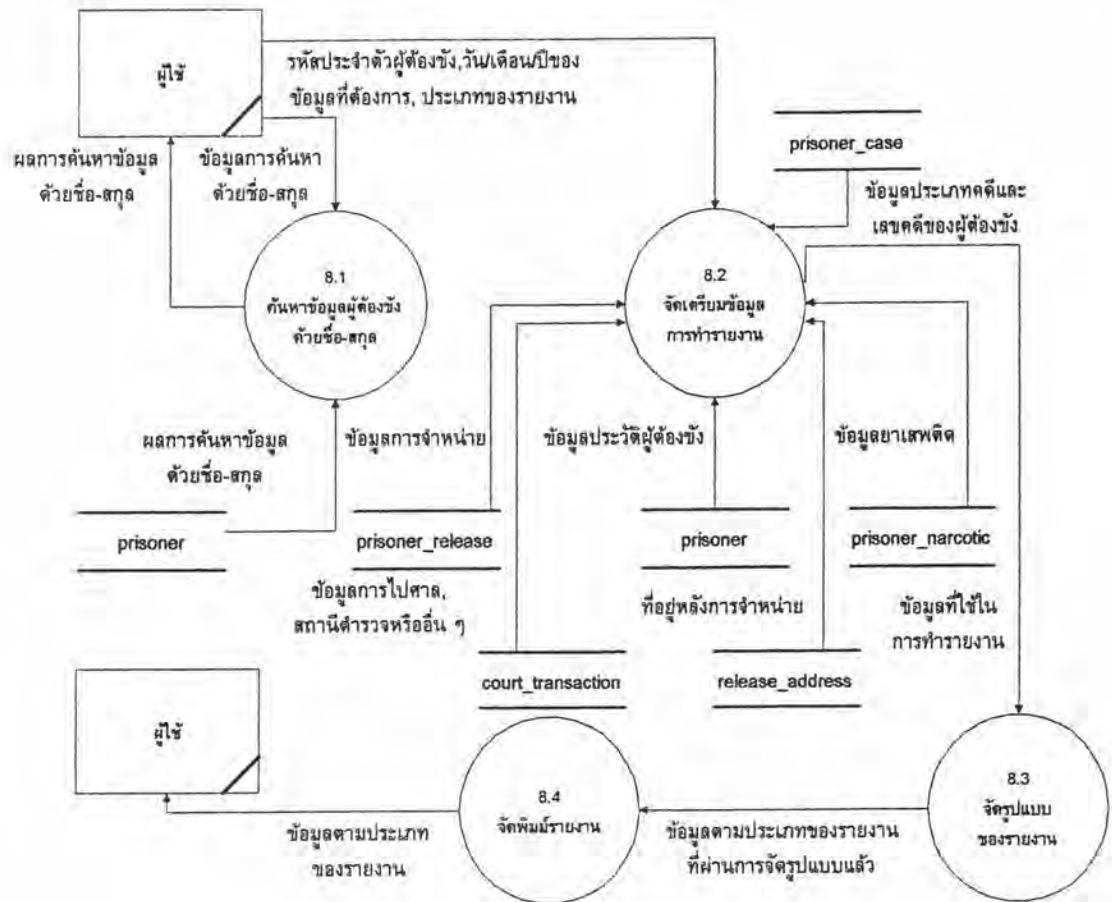 ผู้ใช้
รหัสประจำตัวผู้ต้องขัง,วัน/เดือน/ปีของ
ข้อมูลที่ต้องการ, ประเภทของรายงาน
ผลการค้นหาข้อมูล
ด้วยชื่อ-สกุล
ข้อมูลการค้นหา
ด้วยชื่อ-สกุล
prisoner_case
ข้อมูลประเภทคดีและ
เลขคดีของผู้ต้องขัง
8.1
ค้นหาข้อมูลผู้ต้องขัง
ด้วยชื่อ-สกุล
8.2
จัดเตรียมข้อมูล
การทำรายงาน
ผลการค้นหาข้อมูล
ด้วยชื่อ-สกุล
ข้อมูลการจำหน่าย
ข้อมูลประวัติผู้ต้องขัง
ข้อมูลยาเสพติด
prisoner
prisoner_release
prisoner
prisoner_narcotic
ข้อมูลการไปศาล,
สถานีตำรวจหรืออื่น ๆ
ที่อยู่หลังการจำหน่าย
ข้อมูลที่ใช้ใน
การทำรายงาน
court_transaction
release_address
ผู้ใช้
8.4
จัดพิมพ์รายงาน
8.3
จัดรูปแบบ
ของรายงาน
ข้อมูลตามประเภท
ของรายงาน
ข้อมูลตามประเภทของรายงาน
ที่ผ่านการจัดรูปแบบแล้ว